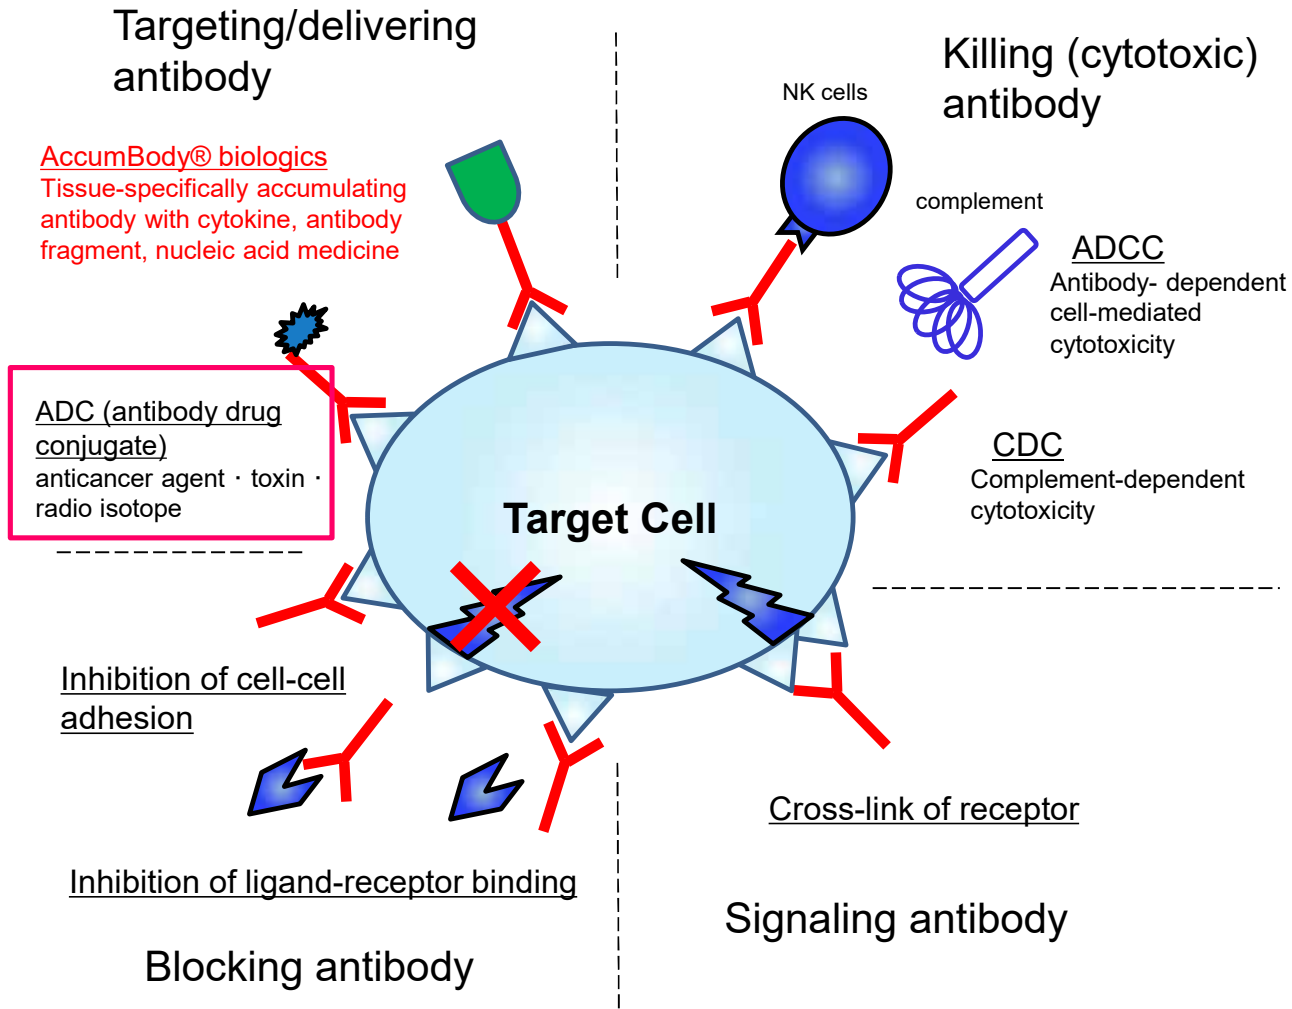 Targeting/delivering
antibody
AccumBody® biologics
Tissue-specifically accumulating
antibody with cytokine, antibody
fragment, nucleic acid medicine
ADC (antibody drug
conjugate)
anticancer agent・toxin・
radio isotope
Killing (cytotoxic)
antibody
NK cells
complement
ADCC
Antibody- dependent
cell-mediated
cytotoxicity
CDC
Complement-dependent
cytotoxicity
Target Cell
Inhibition of cell-cell
adhesion
Inhibition of ligand-receptor binding
Blocking antibody
Cross-link of receptor
Signaling antibody